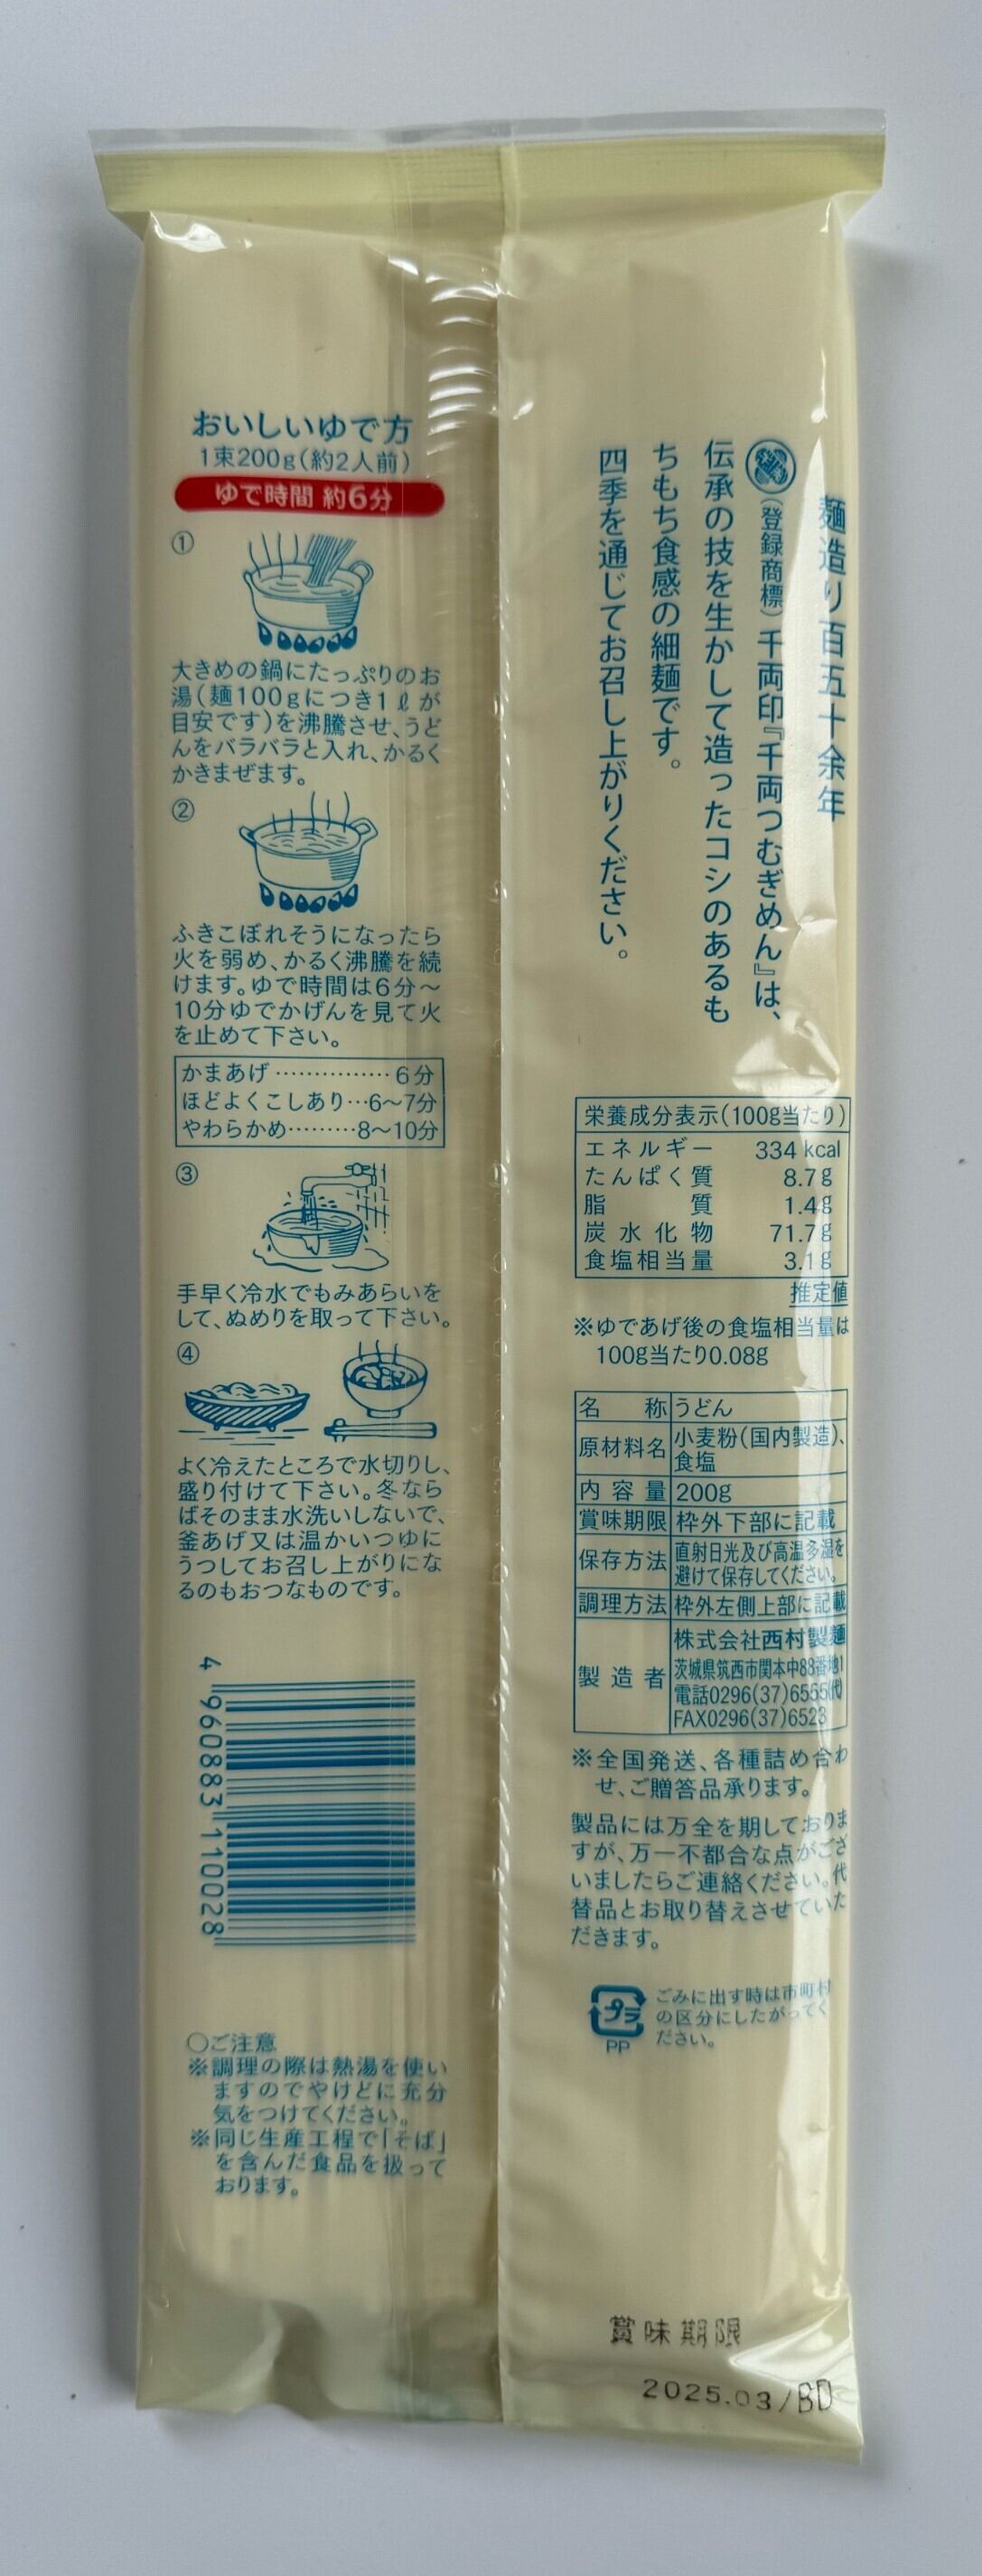 おいしいゆで方
1束200g(約2人前)
ゆで時間 約6分
①
大きめの鍋にたっぷりのお
湯(麺100gにつき1ℓが
目安です)を沸騰させ、うど
んをバラバラと入れ、かるく
かきまぜます。
②
ふきこぼれそうになったら
火を弱め、かるく沸騰を続
けます。ゆで時間は6分〜
10分ゆでかげんを見て火
を止めて下さい。
かまあげ……………6分
ほどよくこしあり…6〜7分
やわらかめ………8〜10分
③
手早く冷水でもみあらいを
して、ぬめりを取って下さい。
④
よく冷えたところで水切りし、
盛り付けて下さい。冬なら
ばそのまま水洗いしないで、
釜あげ又は温かいつゆに
うつしてお召し上がりにな
るのもおつなものです。
4 960883 110028
○ご注意
※調理の際は熱湯を使い
ますのでやけどに充分
気をつけてください。
※同じ生産工程で「そば」
を含んだ食品を扱って
おります。
麺造り百五十余年
(登録商標)千両印『千両つむぎめん』は、
伝承の技を生かして造ったコシのあるも
ちもち食感の細麺です。
四季を通じてお召し上がりください。
栄養成分表示(100g当たり)
エネルギー 334 kcal
たんぱく質 8.7g
脂質 1.4g
炭水化物 71.7g
食塩相当量 3.1g
推定値
※ゆであげ後の食塩相当量は
100g当たり0.08g
名称 うどん
原材料名 小麦粉(国内製造)、
食塩
内容量 200g
賞味期限 枠外下部に記載
保存方法 直射日光及び高温多湿を
避けて保存してください。
調理方法 枠外左側上部に記載
製造者 株式会社西村製麺
茨城県筑西市関本中88番地1
電話0296(37)6555(代)
FAX0296(37)6523
※全国発送、各種詰め合わ
せ、ご贈答品承ります。
製品には万全を期しておりま
すが、万一不都合な点がござ
いましたらご連絡ください。代
替品とお取り替えさせていた
だきます。
プラ
PP
ごみに出す時は市町村
の区分にしたがってく
ださい。
賞味期限
2025.03/BD